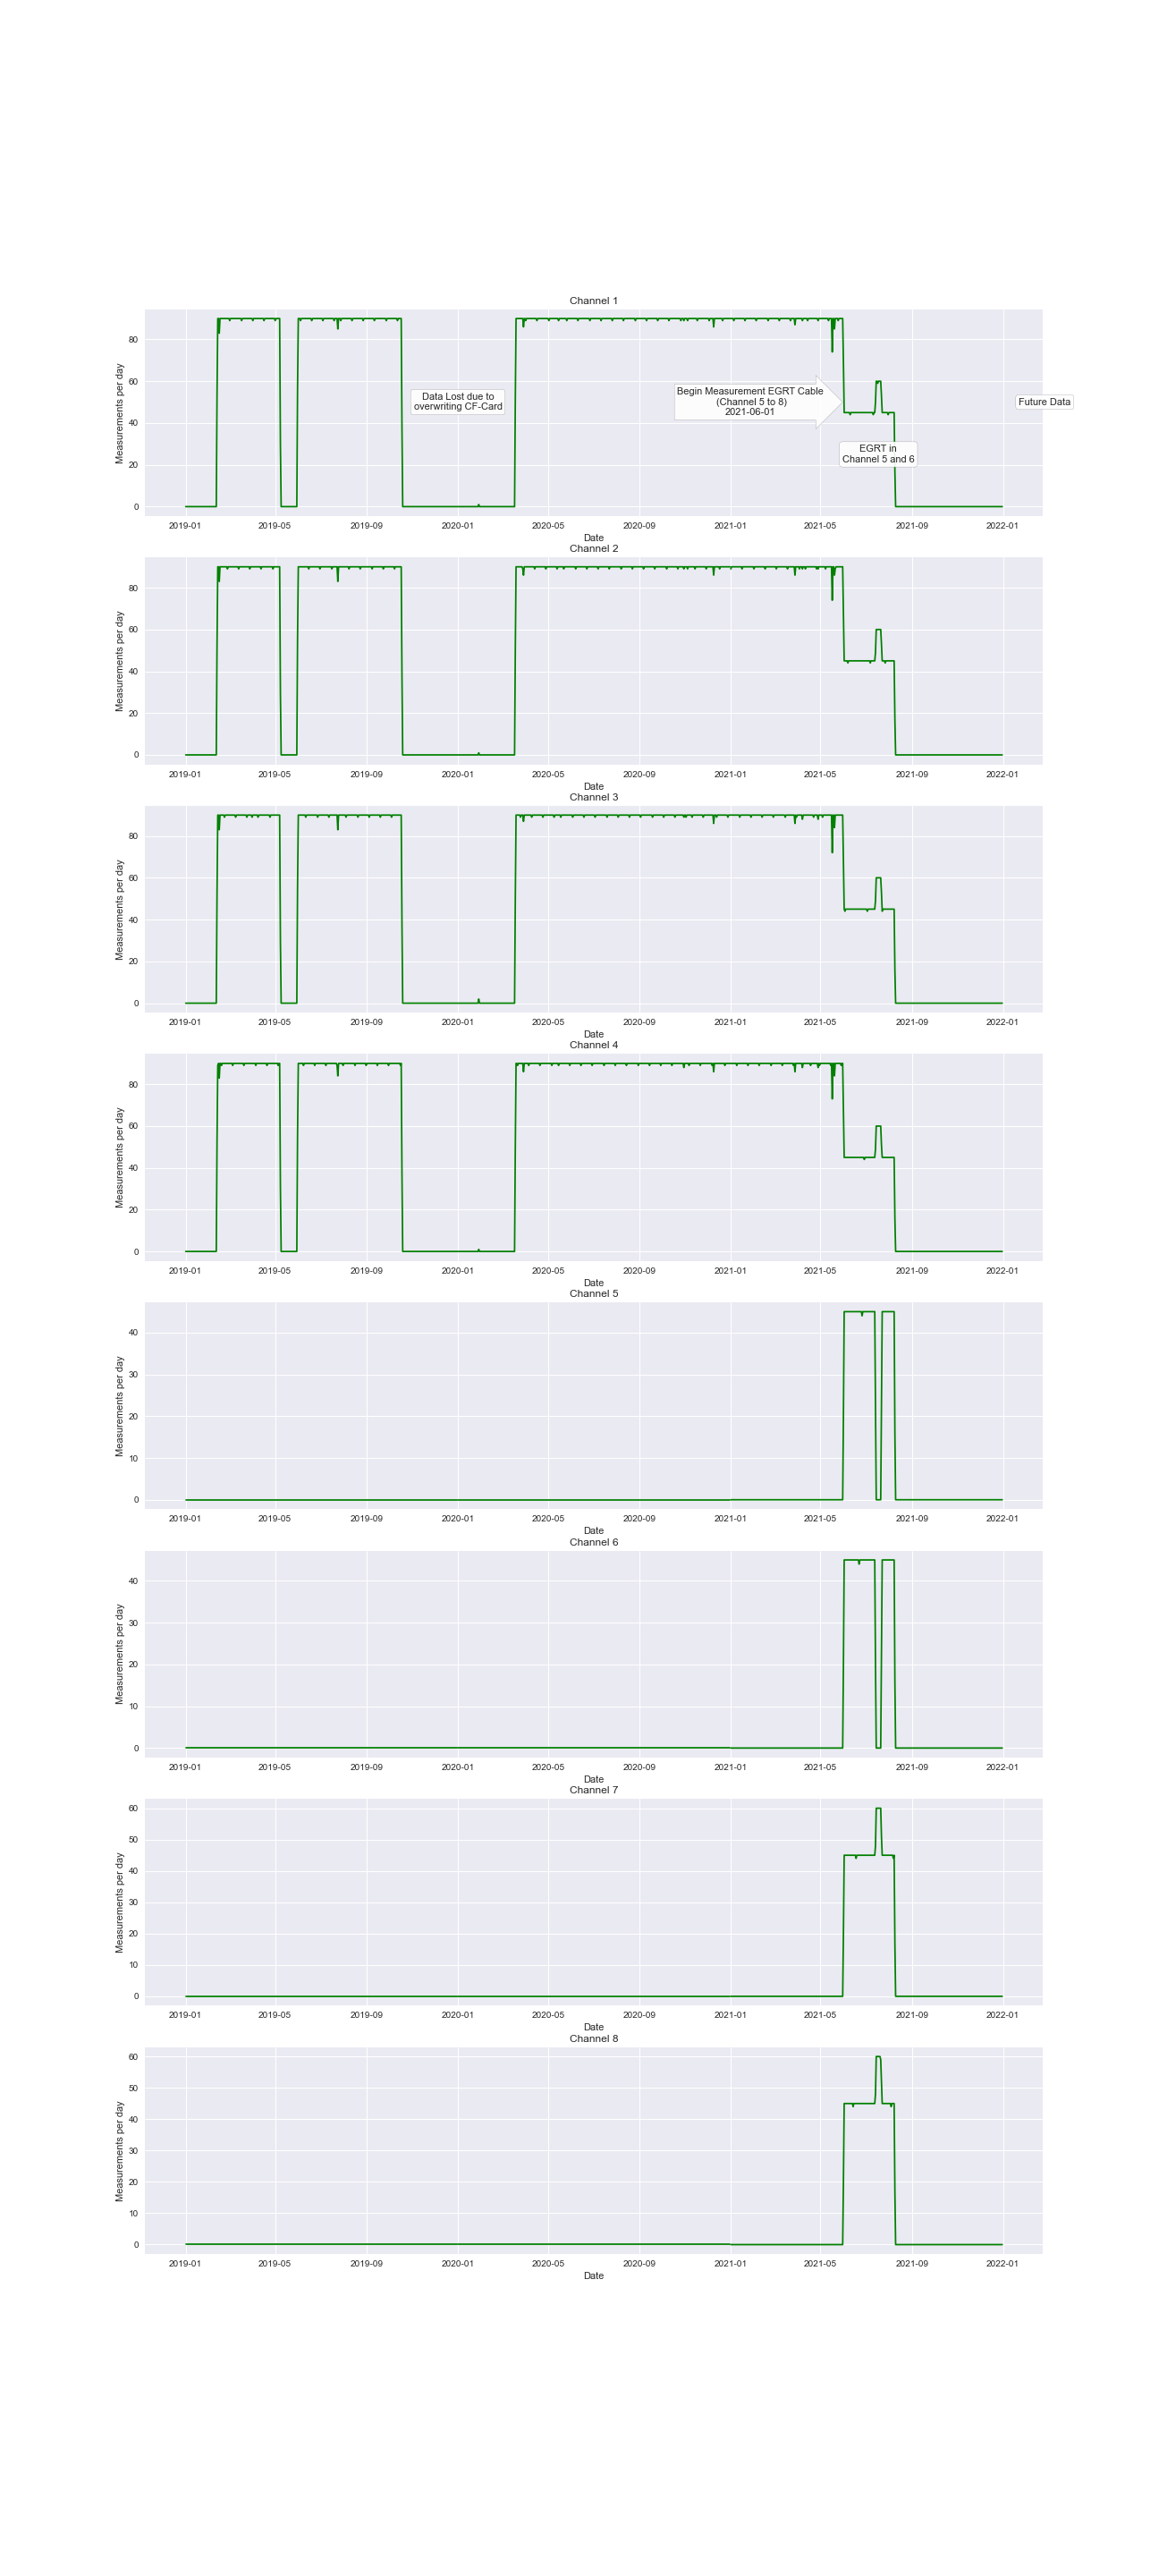 Channel 1
Measurements per day
80
60
40
20
0
Data Lost due to
overwriting CF-Card
Begin Measurement EGRT Cable
(Channel 5 to 8)
2021-06-01
EGRT in
Channel 5 and 6
Future Data
2019-01 2019-05 2019-09 2020-01 2020-05 2020-09 2021-01 2021-05 2021-09 2022-01
Date
Channel 2
Measurements per day
80
60
40
20
0
2019-01 2019-05 2019-09 2020-01 2020-05 2020-09 2021-01 2021-05 2021-09 2022-01
Date
Channel 3
Measurements per day
80
60
40
20
0
2019-01 2019-05 2019-09 2020-01 2020-05 2020-09 2021-01 2021-05 2021-09 2022-01
Date
Channel 4
Measurements per day
80
60
40
20
0
2019-01 2019-05 2019-09 2020-01 2020-05 2020-09 2021-01 2021-05 2021-09 2022-01
Date
Channel 5
Measurements per day
40
30
20
10
0
2019-01 2019-05 2019-09 2020-01 2020-05 2020-09 2021-01 2021-05 2021-09 2022-01
Date
Channel 6
Measurements per day
40
30
20
10
0
2019-01 2019-05 2019-09 2020-01 2020-05 2020-09 2021-01 2021-05 2021-09 2022-01
Date
Channel 7
Measurements per day
60
50
40
30
20
10
0
2019-01 2019-05 2019-09 2020-01 2020-05 2020-09 2021-01 2021-05 2021-09 2022-01
Date
Channel 8
Measurements per day
60
50
40
30
20
10
0
2019-01 2019-05 2019-09 2020-01 2020-05 2020-09 2021-01 2021-05 2021-09 2022-01
Date